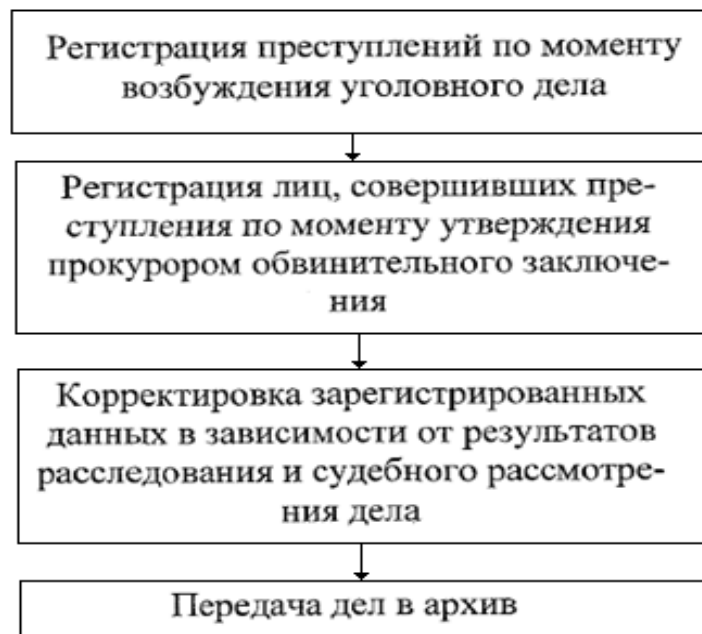 Регистрация преступлений по моменту
возбуждения уголовного дела
Регистрация лиц, совершивших пре-
ступления по моменту утверждения
прокурором обвинительного заключе-
ния
Корректировка зарегистрированных
данных в зависимости от результатов
расследования и судебного рассмотре-
ния дела
Передача дел в архив